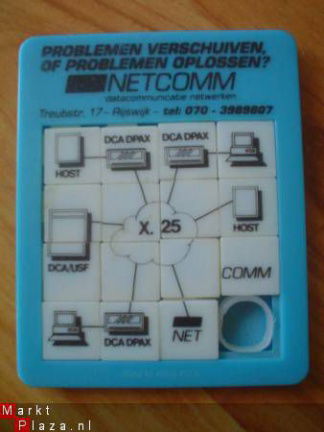 PROBLEMEN VERSCHUIVEN,
OF PROBLEMEN OPLOSSEN?
NETCOMM
datacommunicatie netwerken
Treubstr. 17 - Rijswijk - tel: 070 - 3989807
DCA DPAX
DCA DPAX
HOST
X. 25
HOST
DCA/USF
COMM
DCA DPAX
NET
Markt
Plaza.nl